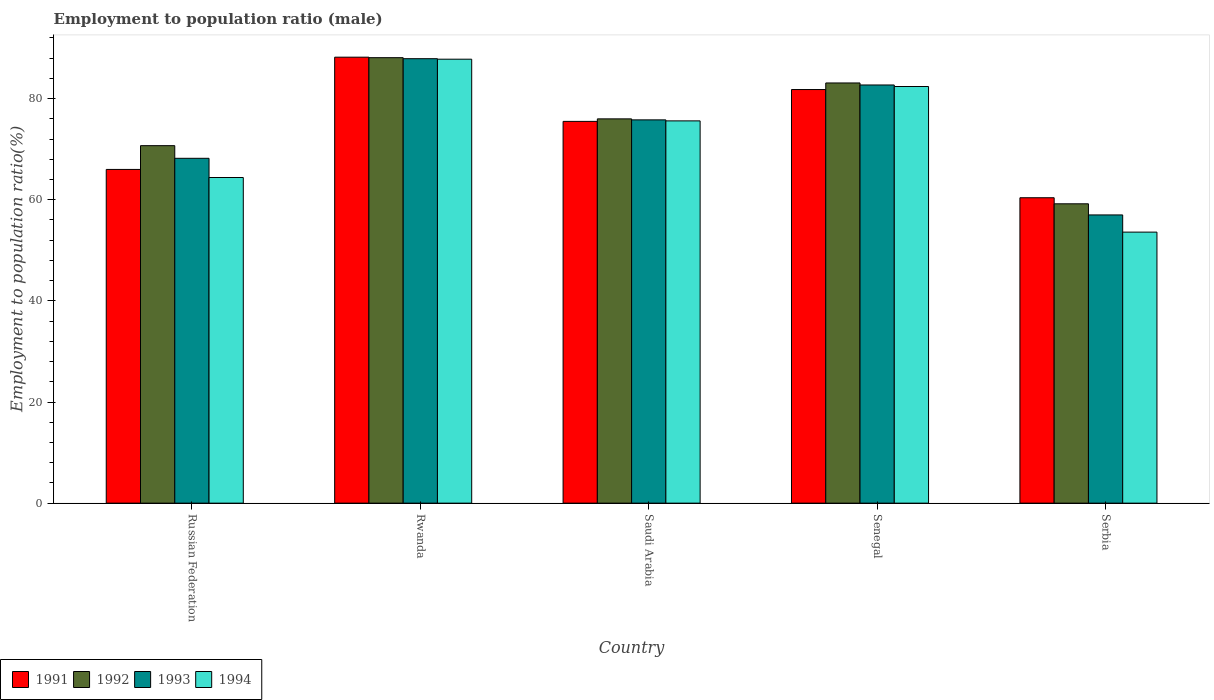 Employment to population ratio (male)
Employment to population ratio(%)
80
60
40
20
0
Russian Federation
Rwanda
Saudi Arabia
Senegal
Serbia
Country
1991
1992
1993
1994